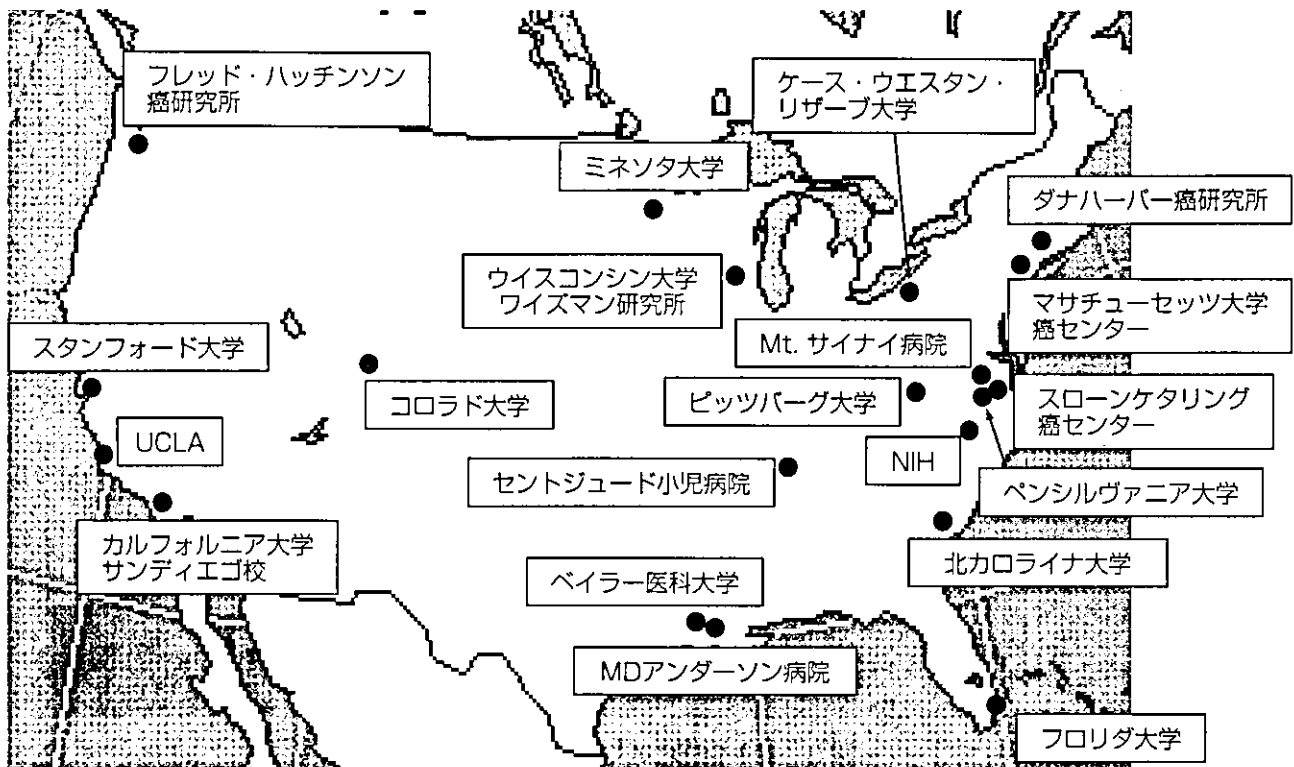 フレッド・ハッチンソン
癌研究所
ケース・ウエスタン・
リザーブ大学
ミネソタ大学
ダナハーバー癌研究所
ウイスコンシン大学
ワイズマン研究所
マサチューセッツ大学
癌センター
スタンフォード大学
Mt. サイナイ病院
コロラド大学
ピッツバーグ大学
スローンケタリング
癌センター
UCLA
NIH
セントジュード小児病院
ペンシルヴァニア大学
カルフォルニア大学
サンディエゴ校
北カロライナ大学
ベイラー医科大学
MDアンダーソン病院
フロリダ大学